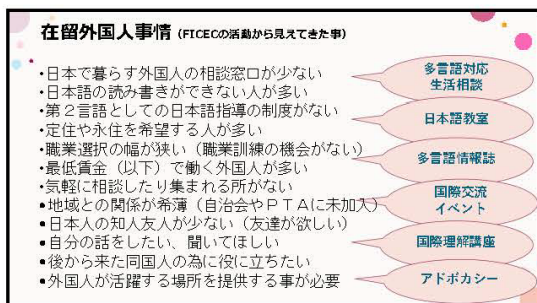 在留外国人事情 (FICECの活動から見えてきた事)
・日本で暮らす外国人の相談窓口が少ない
・日本語の読み書きができない人が多い
・第2言語としての日本語指導の制度がない
・定住や永住を希望する人が多い
・職業選択の幅が狭い(職業訓練の機会がない)
・最低賃金(以下)で働く外国人が多い
・気軽に相談したり集まれる所がない
●地域との関係が希薄(自治会やPTAに未加入)
・日本人の知人友人が少ない(友達が欲しい)
●自分の話をしたい、聞いてほしい
●後から来た同国人の為に役に立ちたい
●外国人が活躍する場所を提供する事が必要
多言語対応
生活相談
日本語教室
多言語情報誌
国際交流
イベント
国際理解講座
アドボカシー